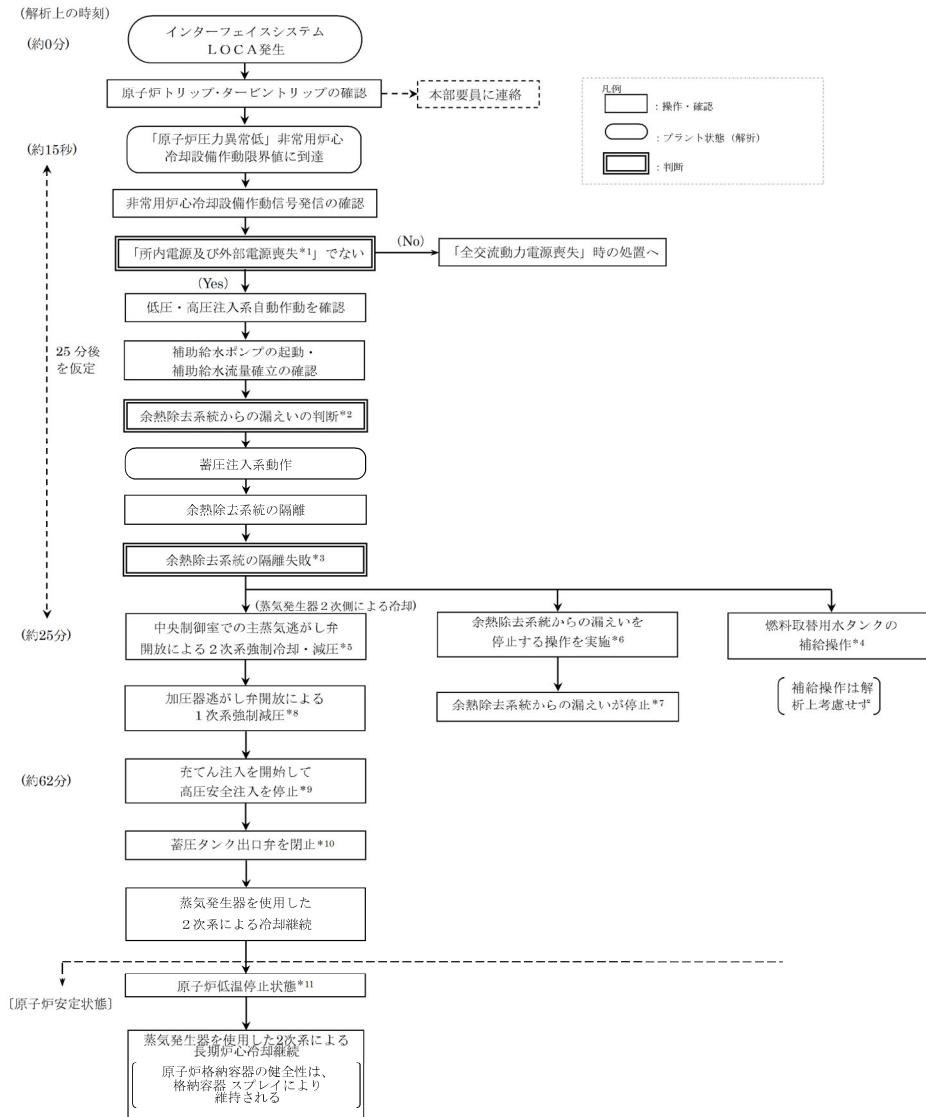 (解析上の時刻)
(約0分)
インターフェイスシステム
LOCA発生
原子炉トリップ・タービントリップの確認
本部要員に連絡
凡例
：操作・確認
：プラント状態（解析）
：判断
(約15秒)
「原子炉圧力異常低」非常用炉心
冷却設備作動限界値に到達
非常用炉心冷却設備作動信号発信の確認
「所内電源及び外部電源喪失*1」でない
(No)
「全交流動力電源喪失」時の処置へ
(Yes)
低圧・高圧注入系自動作動を確認
25分後
を仮定
補助給水ポンプの起動・
補助給水流量確立の確認
余熱除去系統からの漏えいの判断*2
蓄圧注入系動作
余熱除去系統の隔離
余熱除去系統の隔離失敗*3
(蒸気発生器２次側による冷却)
(約25分)
中央制御室での主蒸気逃がし弁
開放による２次系強制冷却・減圧*5
余熱除去系統からの漏えいを
停止する操作を実施*6
燃料取替用水タンクの
補給操作*4
補給操作は解
析上考慮せず
加圧器逃がし弁開放による
１次系強制減圧*8
余熱除去系統からの漏えいが停止*7
(約62分)
充てん注入を開始して
高圧安全注入を停止*9
蓄圧タンク出口弁を閉止*10
蒸気発生器を使用した
２次系による冷却継続
〔原子炉安定状態〕
原子炉低温停止状態*11
蒸気発生器を使用した2次系による
長期炉心冷却継続
原子炉格納容器の健全性は、
格納容器 スプレイにより
維持される